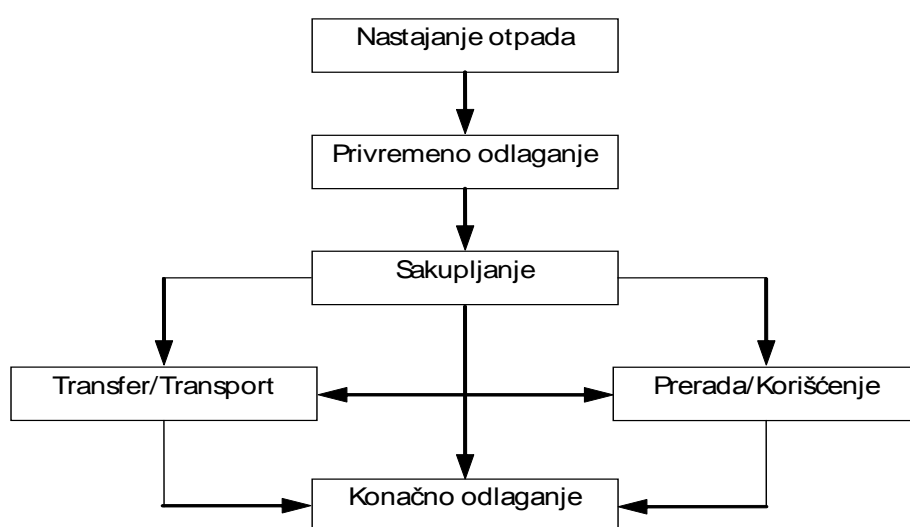 Nastajanje otpada
Privremeno odlaganje
Sakupljanje
Transfer/Transport
Prerada/Korišćenje
Konačno odlaganje